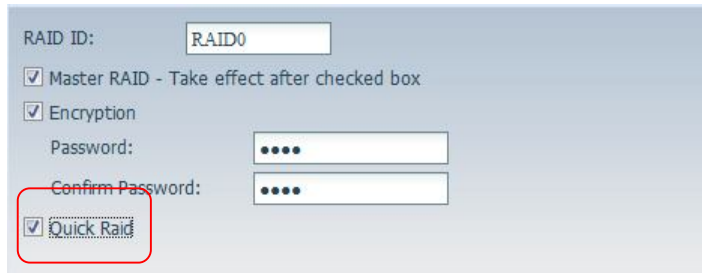 RAID ID: RAID0
Master RAID - Take effect after checked box
Encryption
Password: ●●●●
Confirm Password: ●●●●
Quick Raid